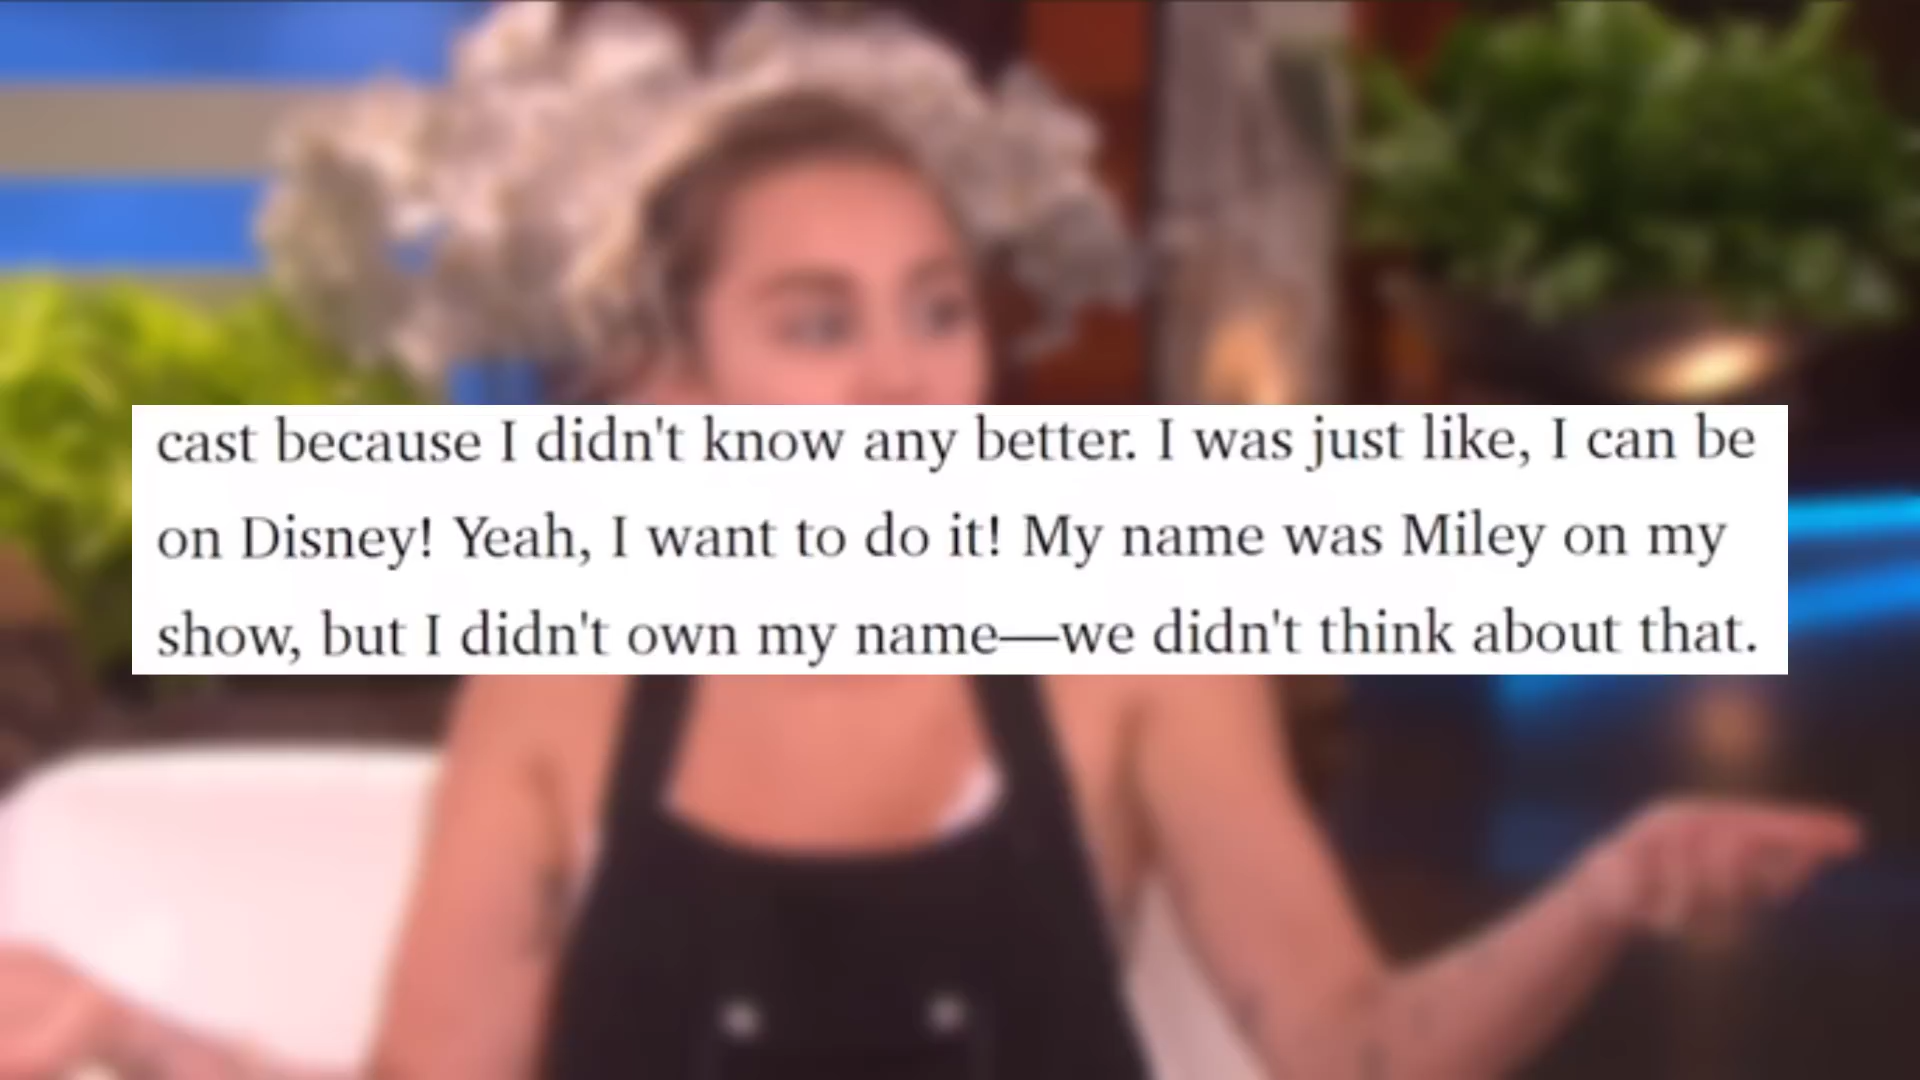 cast because I didn't know any better. I was just like, I can be
on Disney! Yeah, I want to do it! My name was Miley on my
show, but I didn't own my name—we didn't think about that.